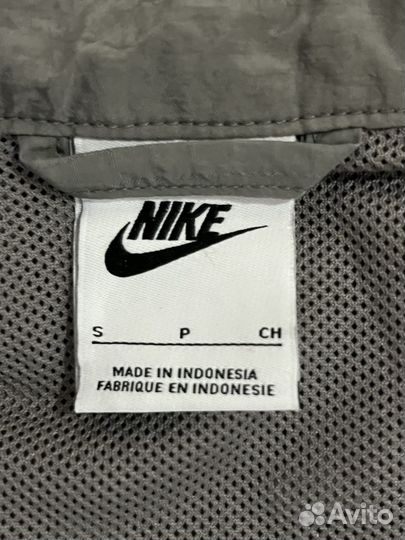 NIKE
S P CH
MADE IN INDONESIA
FABRIQUE EN INDONESIE
Avito